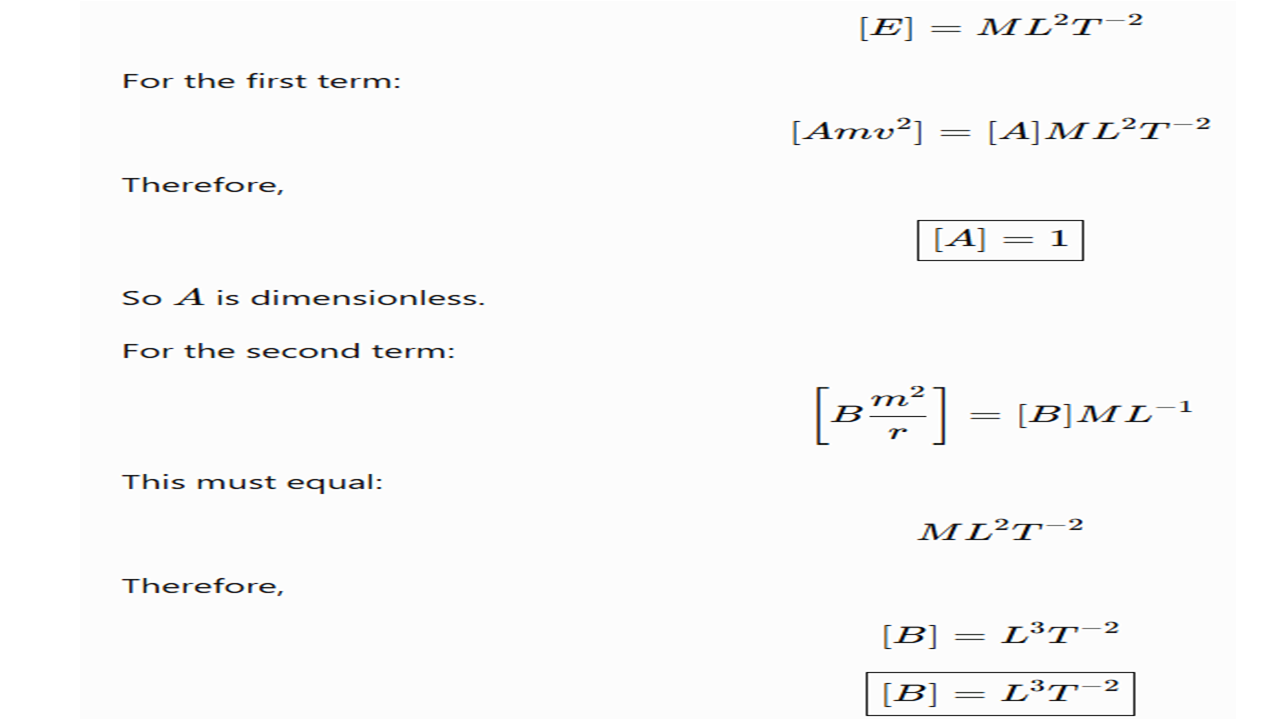 [E] = ML²T⁻²
For the first term:
[Amv²] = [A]ML²T⁻²
Therefore,
[A] = 1
So A is dimensionless.
For the second term:
[B m²/r] = [B]ML⁻¹
This must equal:
ML²T⁻²
Therefore,
[B] = L³T⁻²
[B] = L³T⁻²